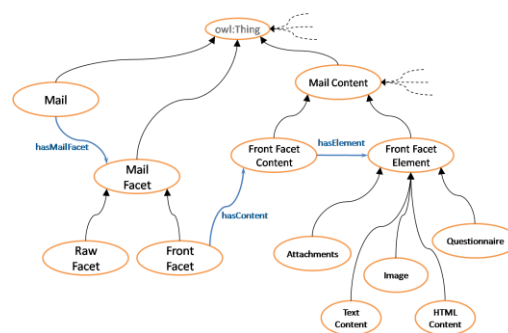 owl:Thing
Mail Content
Mail
hasMailFacet
Front Facet
Content
hasElement
Front Facet
Element
Mail
Facet
hasContent
Raw
Facet
Front
Facet
Attachments
Image
Questionnaire
Text
Content
HTML
Content